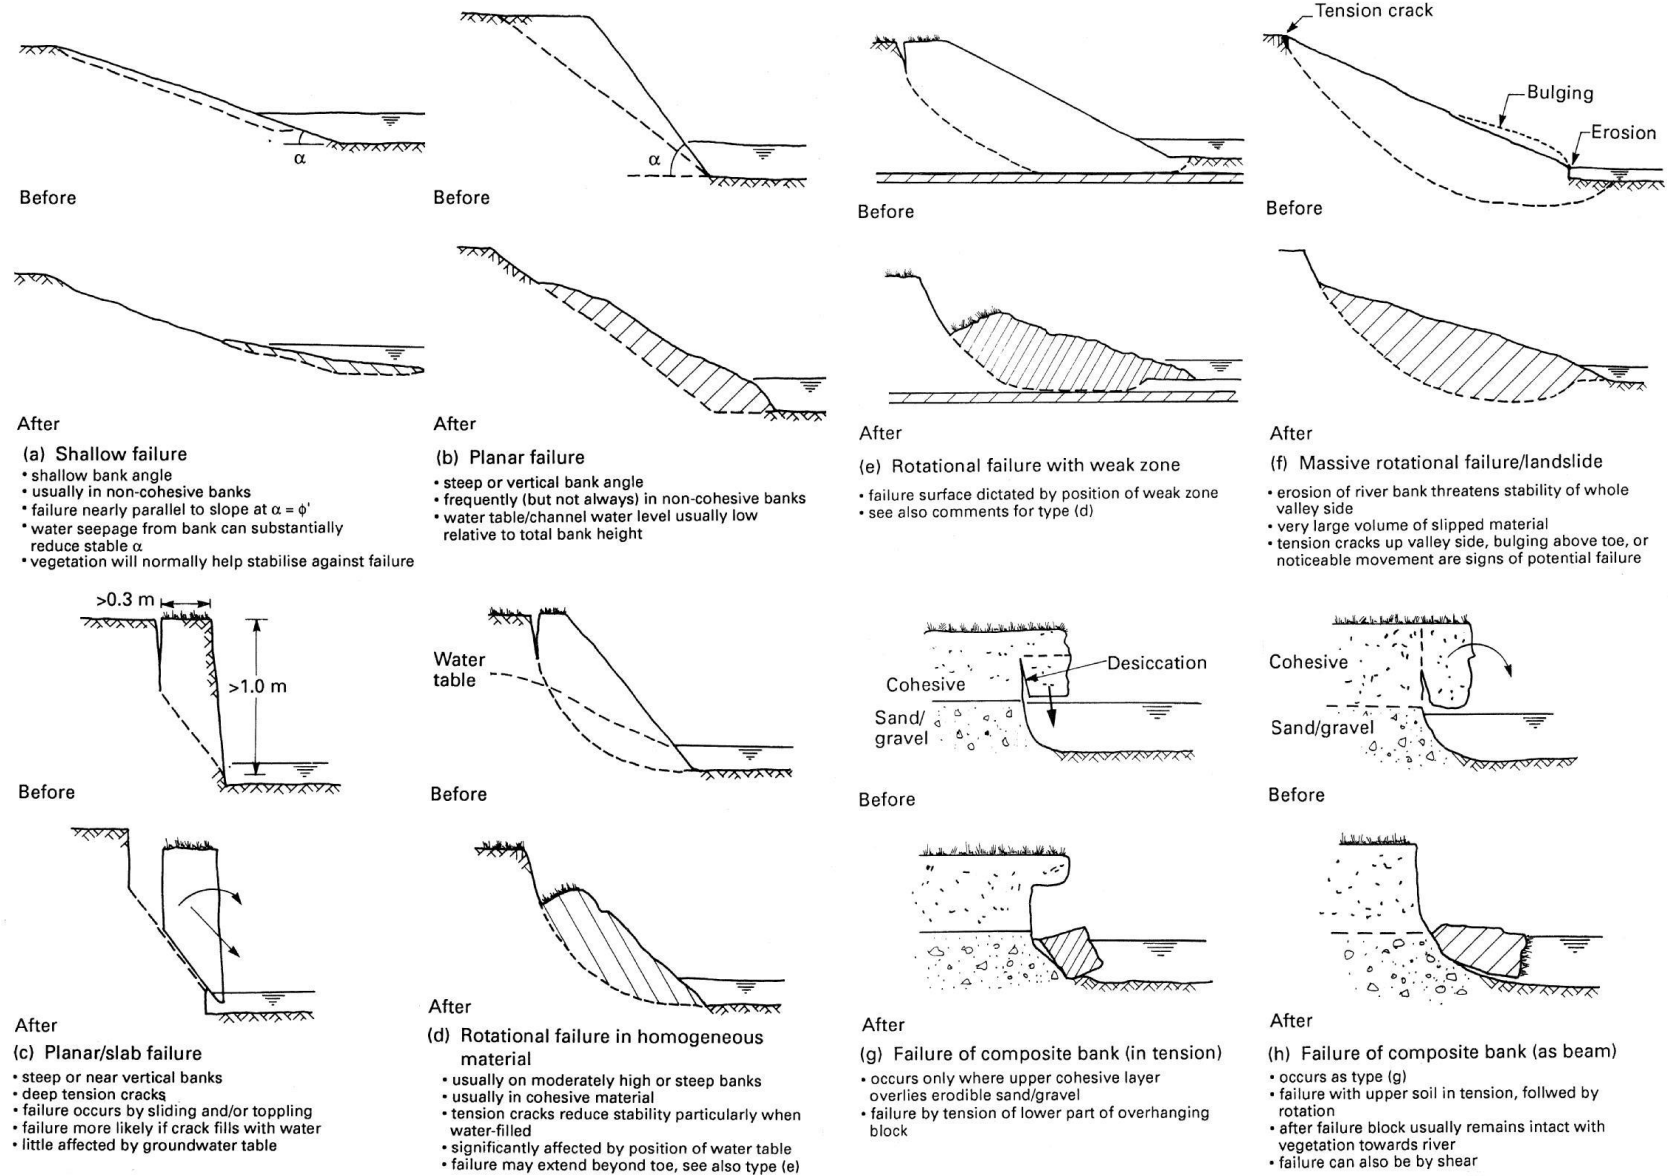 α
Before
After
(a) Shallow failure
• shallow bank angle
• usually in non-cohesive banks
• failure nearly parallel to slope at α = ϕ'
• water seepage from bank can substantially
reduce stable α
• vegetation will normally help stabilise against failure
α
Before
After
(b) Planar failure
• steep or vertical bank angle
• frequently (but not always) in non-cohesive banks
• water table/channel water level usually low
relative to total bank height
Before
After
(e) Rotational failure with weak zone
• failure surface dictated by position of weak zone
• see also comments for type (d)
Tension crack
Bulging
Erosion
Before
After
(f) Massive rotational failure/landslide
• erosion of river bank threatens stability of whole
valley side
• very large volume of slipped material
• tension cracks up valley side, bulging above toe, or
noticeable movement are signs of potential failure
>0.3 m
>1.0 m
Before
After
(c) Planar/slab failure
• steep or near vertical banks
• deep tension cracks
• failure occurs by sliding and/or toppling
• failure more likely if crack fills with water
• little affected by groundwater table
Water
table
Before
After
(d) Rotational failure in homogeneous
material
• usually on moderately high or steep banks
• usually in cohesive material
• tension cracks reduce stability particularly when
water-filled
• significantly affected by position of water table
• failure may extend beyond toe, see also type (e)
Desiccation
Cohesive
Sand/
gravel
Before
After
(g) Failure of composite bank (in tension)
• occurs only where upper cohesive layer
overlies erodible sand/gravel
• failure by tension of lower part of overhanging
block
Cohesive
Sand/gravel
Before
After
(h) Failure of composite bank (as beam)
• occurs as type (g)
• failure with upper soil in tension, follwed by
rotation
• after failure block usually remains intact with
vegetation towards river
• failure can also be by shear